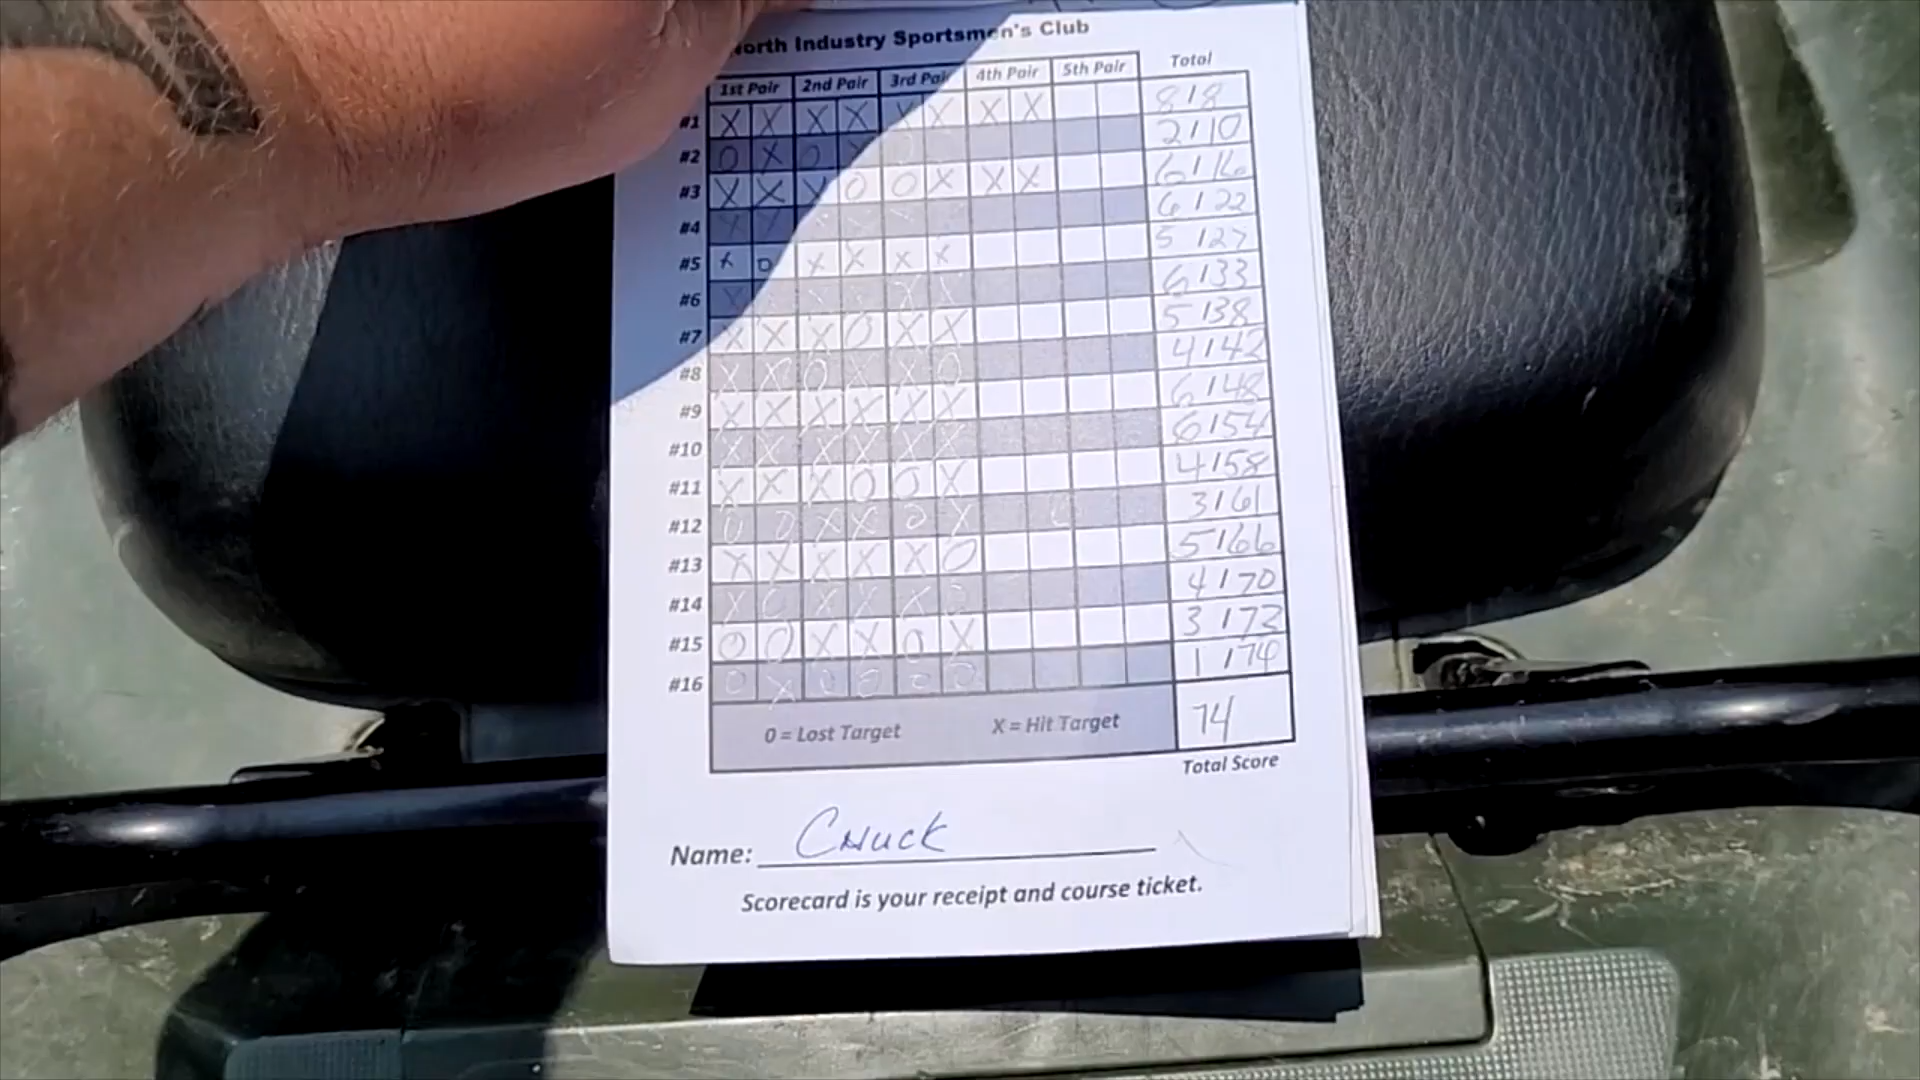 North Industry Sportsmen's Club
1st Pair 2nd Pair 3rd Pair 4th Pair 5th Pair Total
#1 X X X X X X X X 8/8
#2 O X O 2/10
#3 X X X O O X X X 6/16
#4 6/22
#5 X O X X X X 5/27
#6 6/33
#7 X X X O X X 5/38
#8 X X O X X O 4/42
#9 X X X X X X 6/48
#10 X X X X X X 6/54
#11 X X X O O X 4/58
#12 O O X X O X 3/61
#13 X X X X X O 5/66
#14 X O X X X O 4/70
#15 O O X X O X 3/73
#16 O X O O O O 1/74
0 = Lost Target X = Hit Target 74
Total Score
Name: Chuck
Scorecard is your receipt and course ticket.